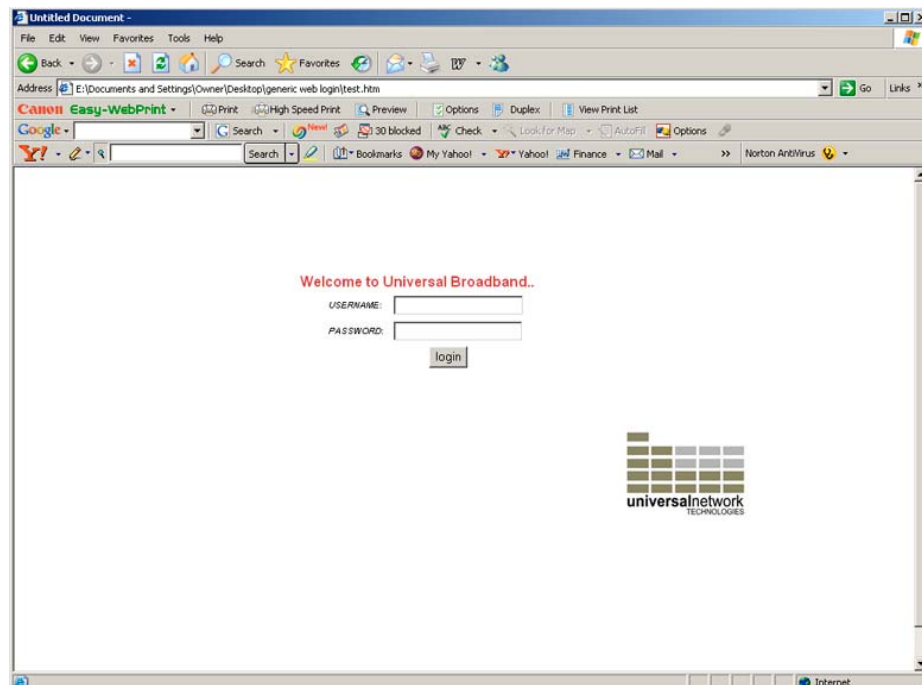 Untitled Document -
File Edit View Favorites Tools Help
Back Search Favorites
Address E:\Documents and Settings\Owner\Desktop\generic web login\test.htm Go Links
Canon Easy-WebPrint Print High Speed Print Preview Options Duplex View Print List
Google Search New! 30 blocked Check Look for Map AutoFill Options
Y! Search Bookmarks My Yahoo! Yahoo! Finance Mail Norton AntiVirus
Welcome to Universal Broadband..
USERNAME:
PASSWORD:
login
universalnetwork
TECHNOLOGIES
Internet